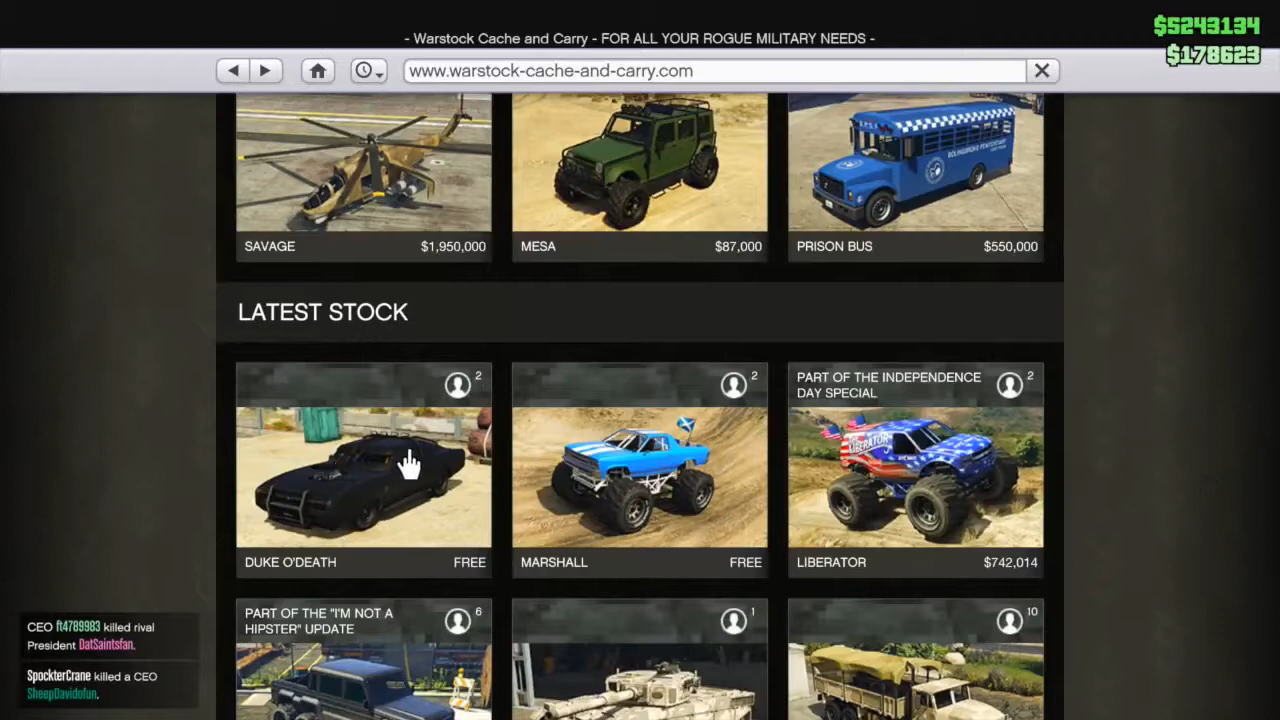 - Warstock Cache and Carry - FOR ALL YOUR ROGUE MILITARY NEEDS -
$5243134
$178623
www.warstock-cache-and-carry.com
SAVAGE $1,950,000
MESA $87,000
PRISON BUS $550,000
LATEST STOCK
2
2
PART OF THE INDEPENDENCE
DAY SPECIAL
2
LIBERATOR
DUKE O'DEATH FREE
MARSHALL FREE
LIBERATOR $742,014
PART OF THE "I'M NOT A
HIPSTER" UPDATE
6
1
10
CEO ft4789983 killed rival
President DatSaintsfan.
SpockterCrane killed a CEO
SheepDavidofun.